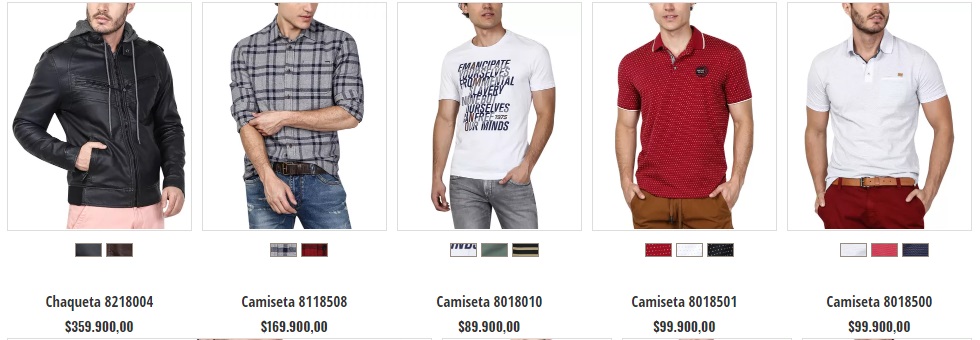 EMANCIPATE
OURSELVES
FROM MENTAL
SLAVERY
NONE BUT
OURSELVES
CAN FREE 1975
OUR MINDS
Chaqueta 8218004
Camiseta 8118508
Camiseta 8018010
Camiseta 8018501
Camiseta 8018500
$359.900,00
$169.900,00
$89.900,00
$99.900,00
$99.900,00